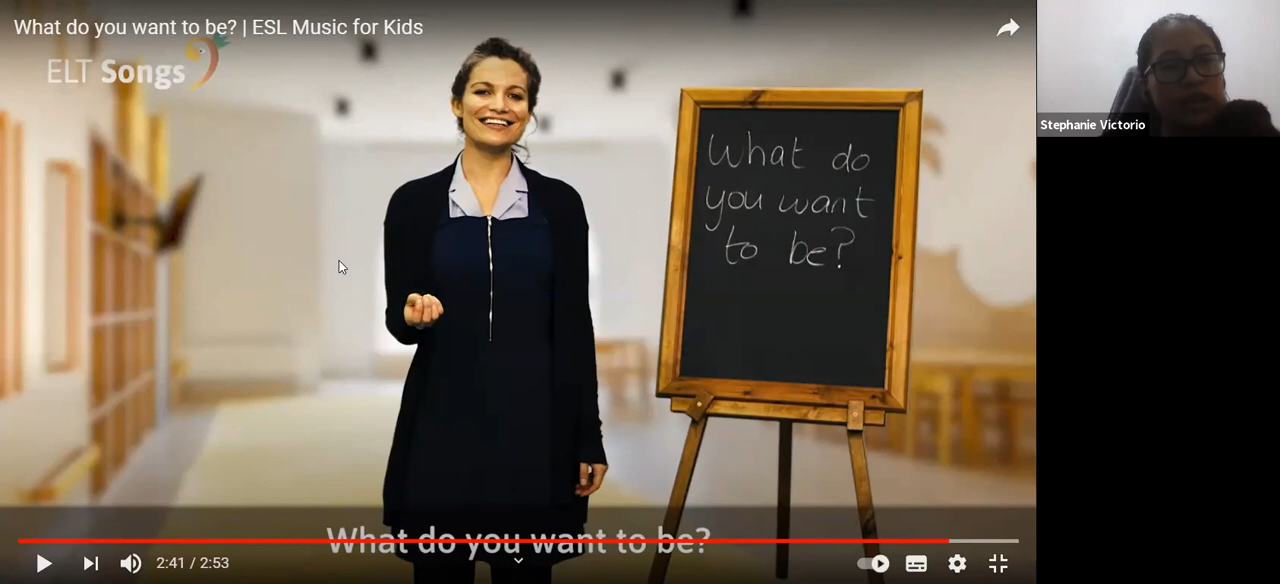 What do you want to be? | ESL Music for Kids
ELT Songs
Stephanie Victorio
What do
you want
to be?
What do you want to be?
2:41 / 2:53